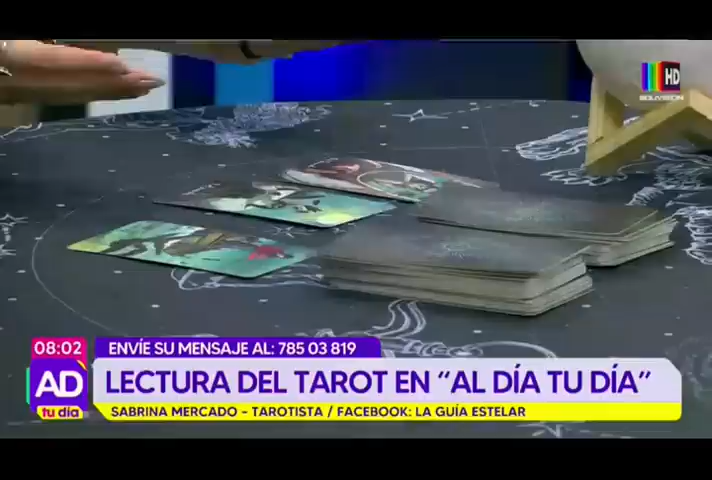 HD
BOLIVISIÓN
08:02
ENVÍE SU MENSAJE AL: 785 03 819
AD
tu día
LECTURA DEL TAROT EN “AL DÍA TU DÍA”
SABRINA MERCADO - TAROTISTA / FACEBOOK: LA GUÍA ESTELAR